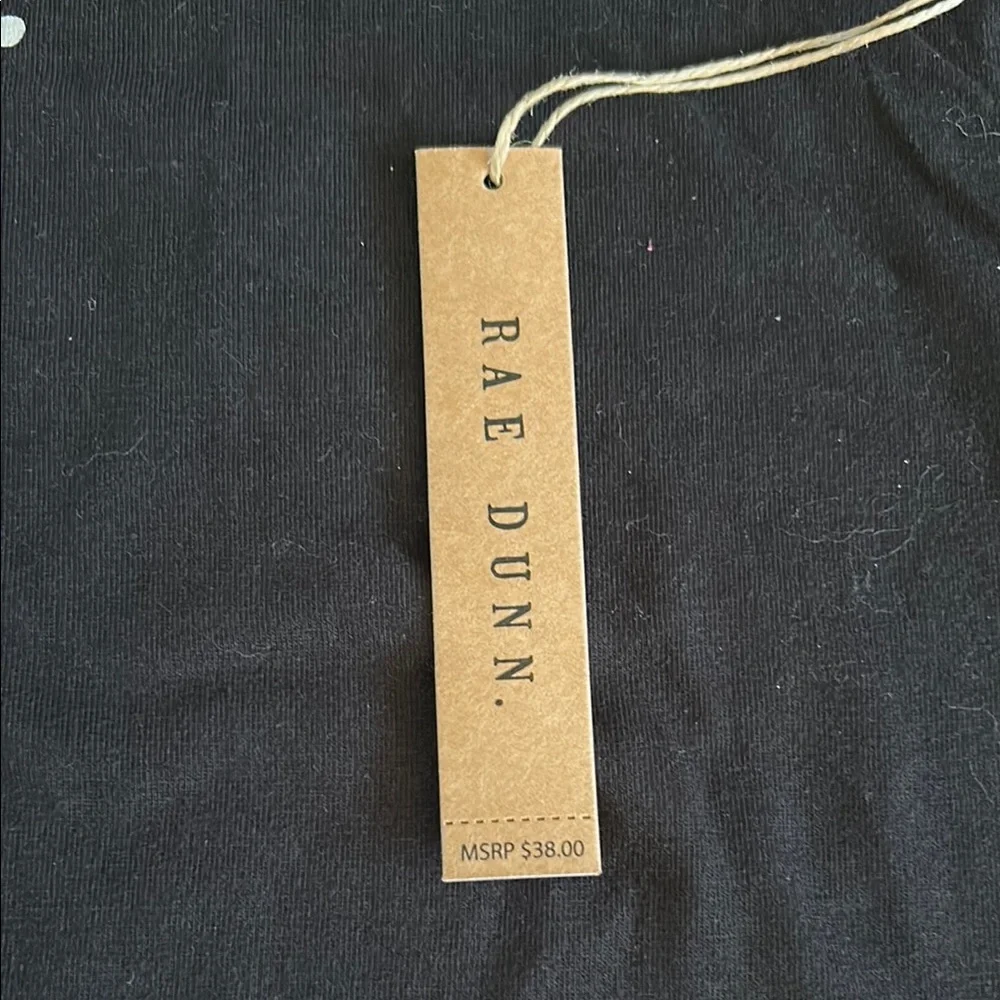 RAE DUNN.
MSRP $38.00